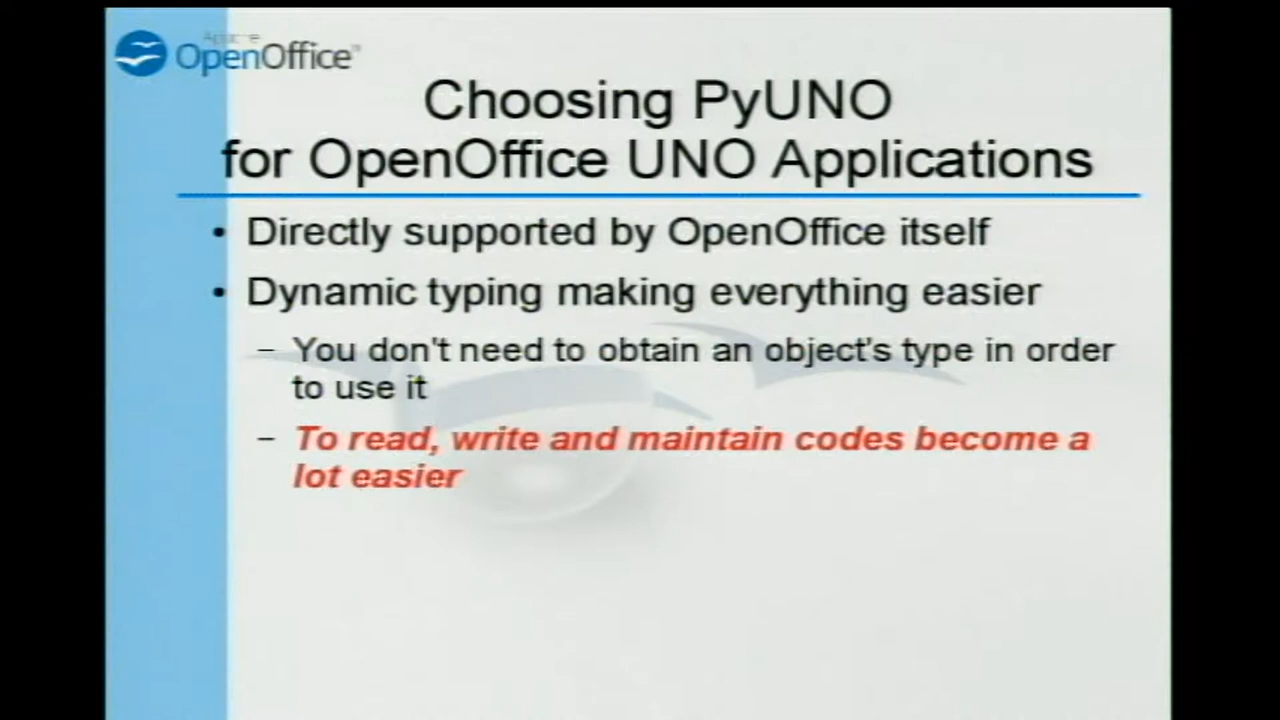 Apache
OpenOffice™
Choosing PyUNO
for OpenOffice UNO Applications
• Directly supported by OpenOffice itself
• Dynamic typing making everything easier
– You don't need to obtain an object's type in order
to use it
– To read, write and maintain codes become a
lot easier